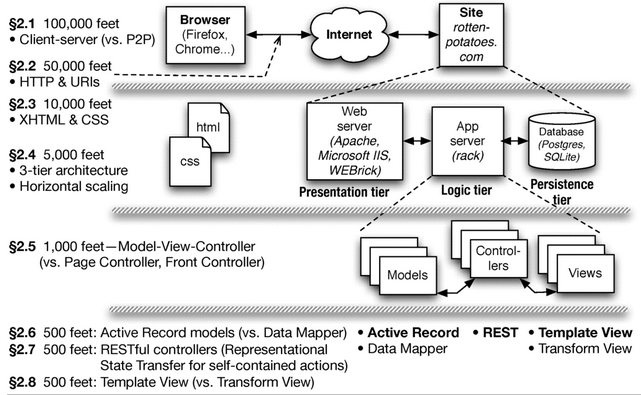 §2.1 100,000 feet
• Client-server (vs. P2P)
§2.2 50,000 feet
• HTTP & URIs
§2.3 10,000 feet
• XHTML & CSS
§2.4 5,000 feet
• 3-tier architecture
• Horizontal scaling
Browser
(Firefox,
Chrome...)
Internet
Site
rotten-
potatoes.
com
html
css
Web
server
(Apache,
Microsoft IIS,
WEBrick)
Presentation tier
App
server
(rack)
Logic tier
Database
(Postgres,
SQLite)
Persistence
tier
§2.5 1,000 feet—Model-View-Controller
(vs. Page Controller, Front Controller)
Models
Control-
lers
Views
§2.6 500 feet: Active Record models (vs. Data Mapper)
§2.7 500 feet: RESTful controllers (Representational
State Transfer for self-contained actions)
§2.8 500 feet: Template View (vs. Transform View)
• Active Record
• Data Mapper
• REST
• Template View
• Transform View